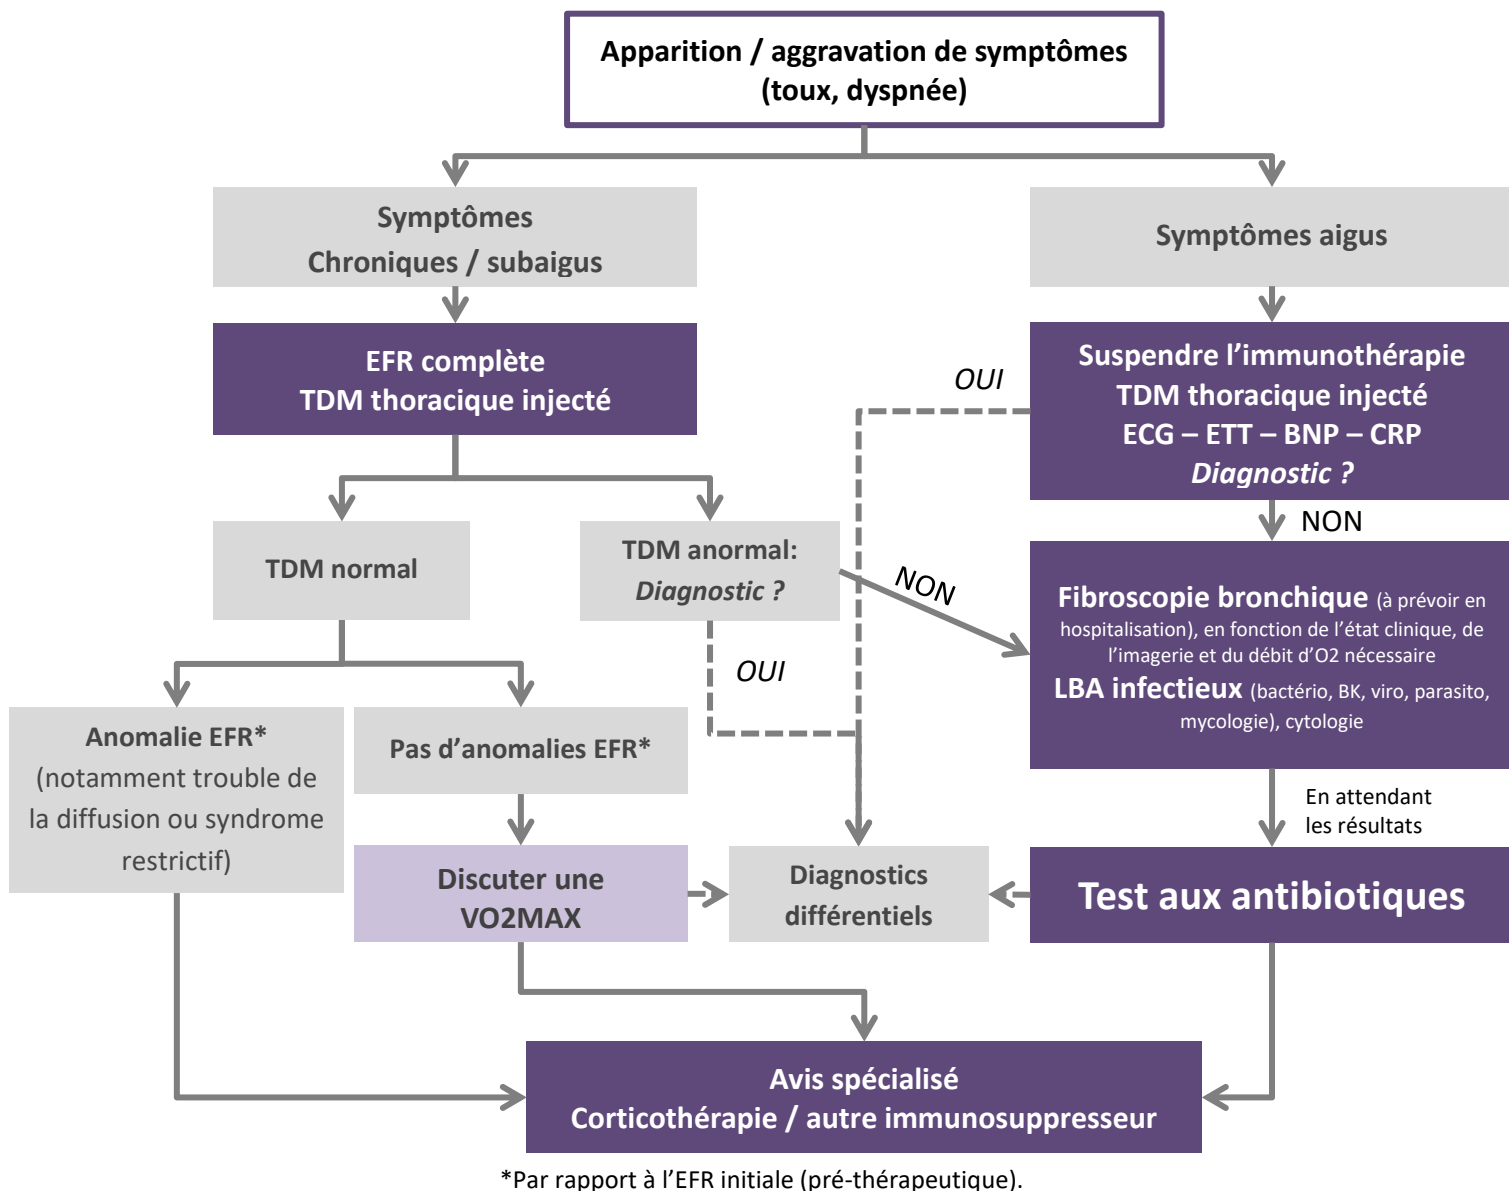 Apparition / aggravation de symptômes
(toux, dyspnée)
Symptômes
Chroniques / subaigus
Symptômes aigus
EFR complète
TDM thoracique injecté
OUI
Suspendre l’immunothérapie
TDM thoracique injecté
ECG – ETT – BNP – CRP
Diagnostic ?
NON
TDM normal
TDM anormal:
Diagnostic ?
NON
OUI
Fibroscopie bronchique (à prévoir en
hospitalisation), en fonction de l’état clinique, de
l’imagerie et du débit d’O2 nécessaire
LBA infectieux (bactério, BK, viro, parasito,
mycologie), cytologie
Anomalie EFR*
(notamment trouble de
la diffusion ou syndrome
restrictif)
Pas d’anomalies EFR*
En attendant
les résultats
Discuter une
VO2MAX
Diagnostics
différentiels
Test aux antibiotiques
Avis spécialisé
Corticothérapie / autre immunosuppresseur
*Par rapport à l’EFR initiale (pré-thérapeutique).